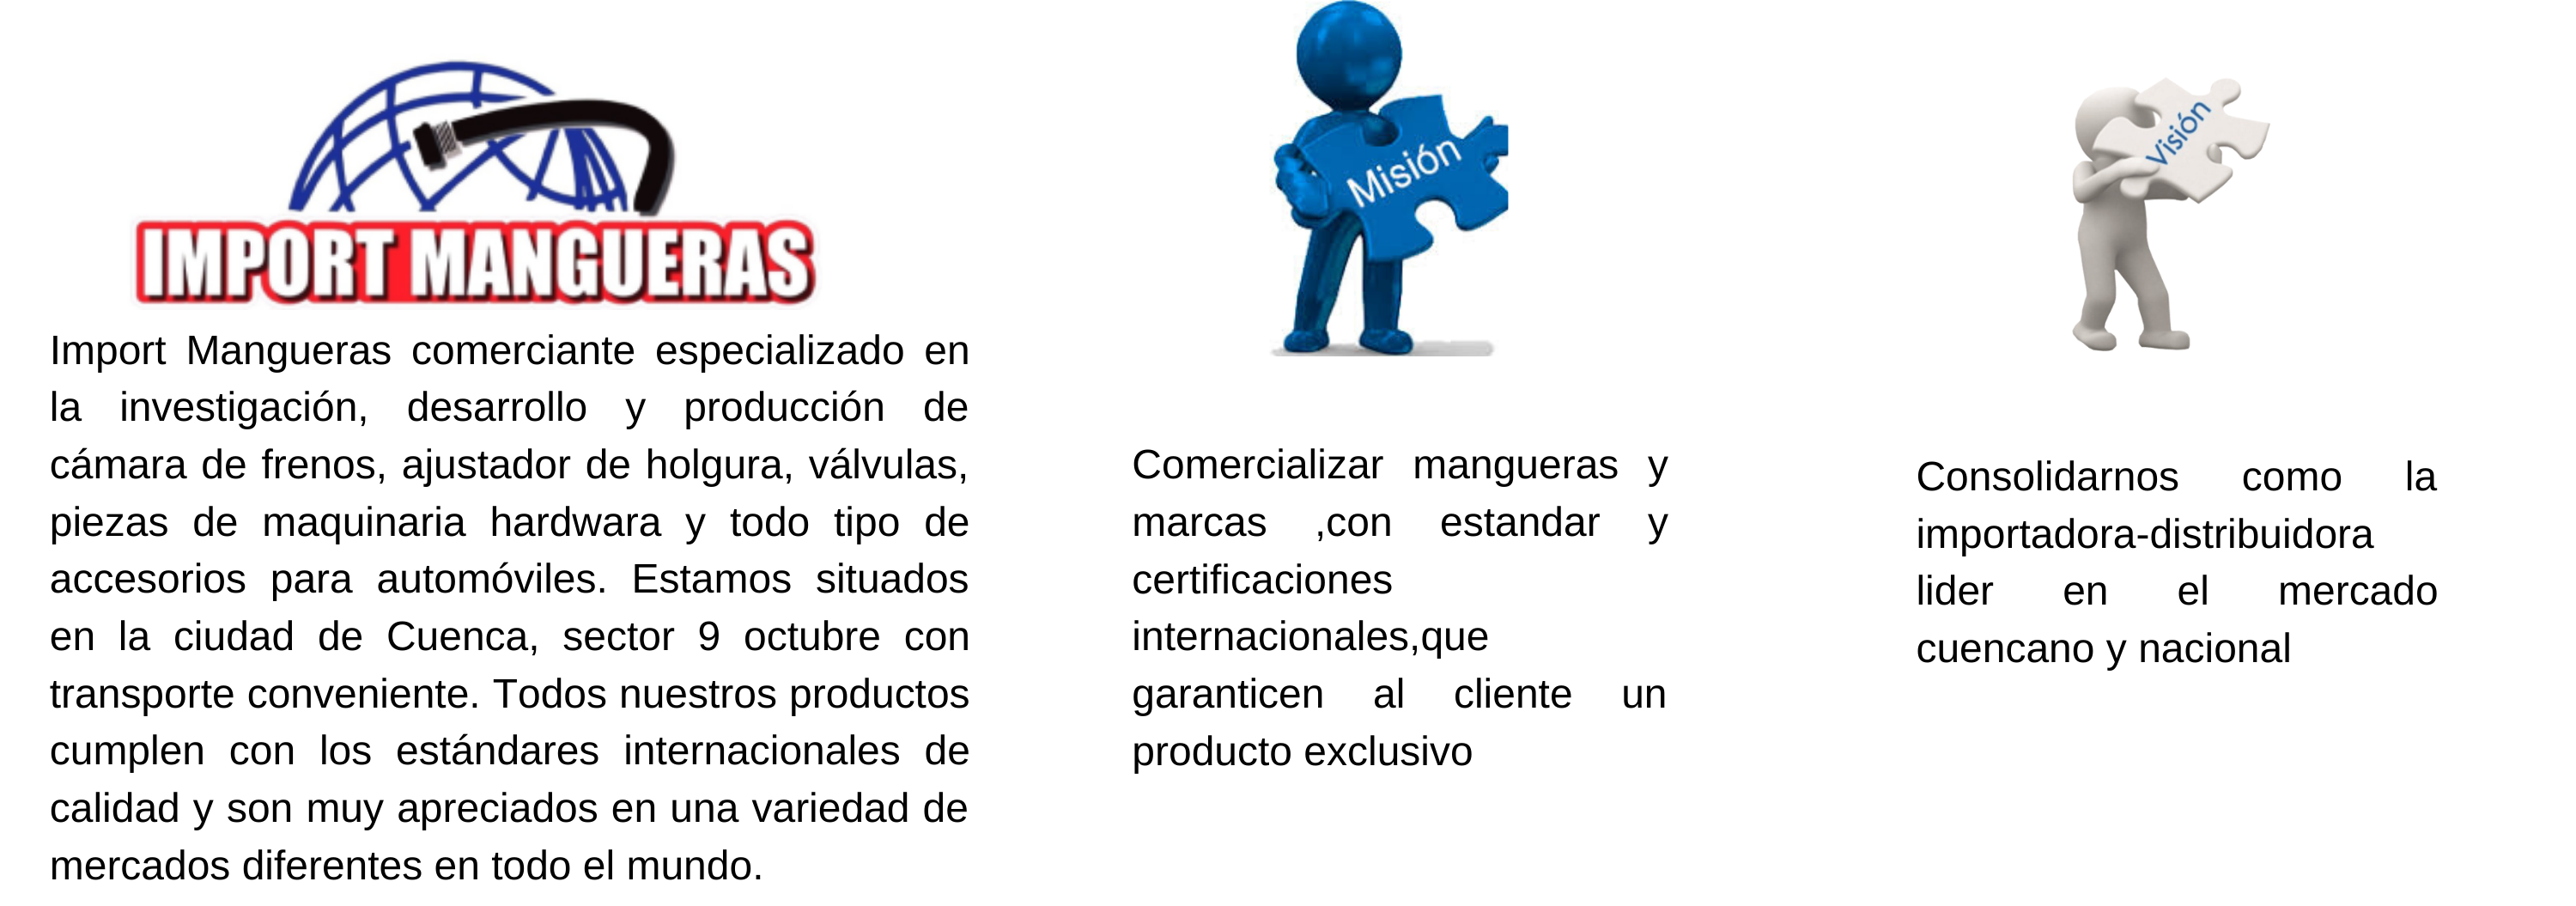 IMPORT MANGUERAS
Import Mangueras comerciante especializado en
la investigación, desarrollo y producción de
cámara de frenos, ajustador de holgura, válvulas,
piezas de maquinaria hardwara y todo tipo de
accesorios para automóviles. Estamos situados
en la ciudad de Cuenca, sector 9 octubre con
transporte conveniente. Todos nuestros productos
cumplen con los estándares internacionales de
calidad y son muy apreciados en una variedad de
mercados diferentes en todo el mundo.
Misión
Comercializar mangueras y
marcas ,con estandar y
certificaciones
internacionales,que
garanticen al cliente un
producto exclusivo
Visión
Consolidarnos como la
importadora-distribuidora
lider en el mercado
cuencano y nacional